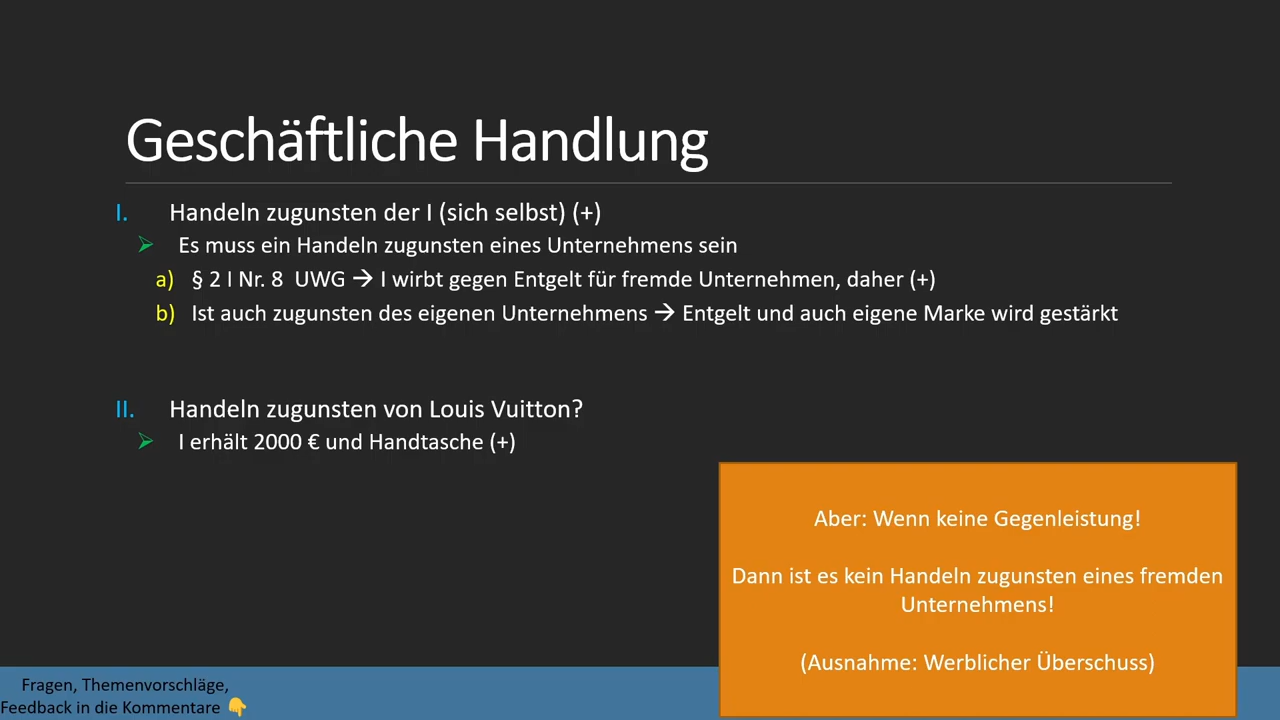 Geschäftliche Handlung
I. Handeln zugunsten der I (sich selbst) (+)
➢ Es muss ein Handeln zugunsten eines Unternehmens sein
a) § 2 I Nr. 8 UWG → I wirbt gegen Entgelt für fremde Unternehmen, daher (+)
b) Ist auch zugunsten des eigenen Unternehmens → Entgelt und auch eigene Marke wird gestärkt
II. Handeln zugunsten von Louis Vuitton?
➢ I erhält 2000 € und Handtasche (+)
Aber: Wenn keine Gegenleistung!
Dann ist es kein Handeln zugunsten eines fremden
Unternehmens!
(Ausnahme: Werblicher Überschuss)
Fragen, Themenvorschläge,
Feedback in die Kommentare 👇